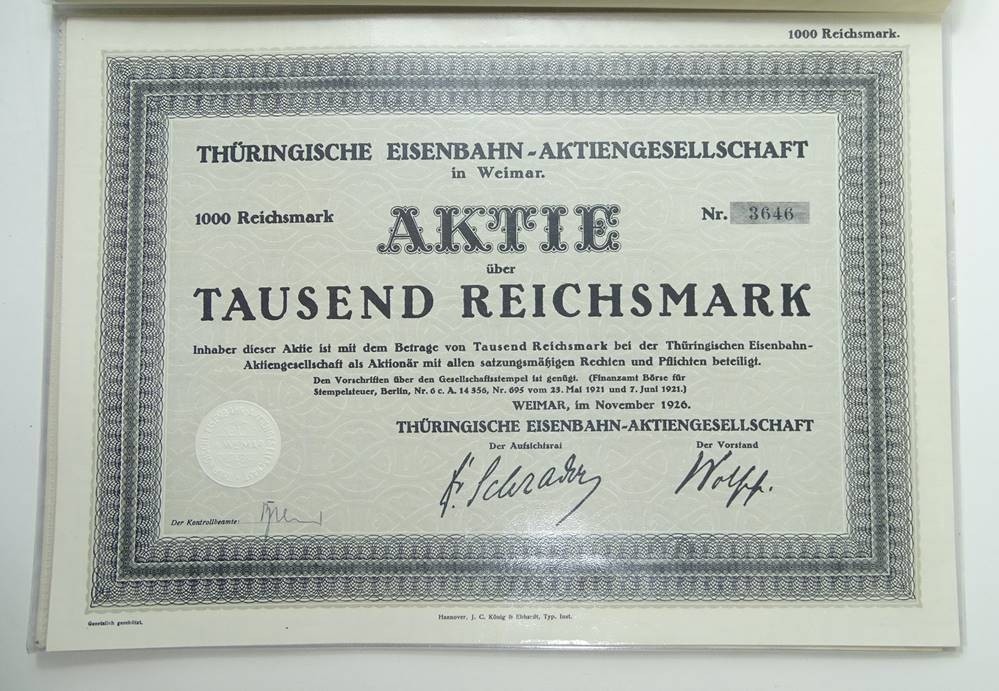 1000 Reichsmark.
THÜRINGISCHE EISENBAHN-AKTIENGESELLSCHAFT
in Weimar.
1000 Reichsmark AKTIE Nr. 3646
über
TAUSEND REICHSMARK
Inhaber dieser Aktie ist mit dem Betrage von Tausend Reichsmark bei der Thüringischen Eisenbahn-
Aktiengesellschaft als Aktionär mit allen satzungsmäßigen Rechten und Pflichten beteiligt.
Den Vorschriften über den Gesellschaftsstempel ist genügt. (Finanzamt Börse für
Stempelsteuer, Berlin, Nr. 6 c. A. 14 356, Nr. 695 vom 23. Mai 1921 und 7. Juni 1921.)
WEIMAR, im November 1926.
THÜRINGISCHE EISENBAHN-AKTIENGESELLSCHAFT
Der Aufsichtsrat Der Vorstand
Schrader Wolff.
Der Kontrollbeamte:
Hannover, J. C. König & Ebhardt, Typ. Inst.
Gesetzlich geschützt.